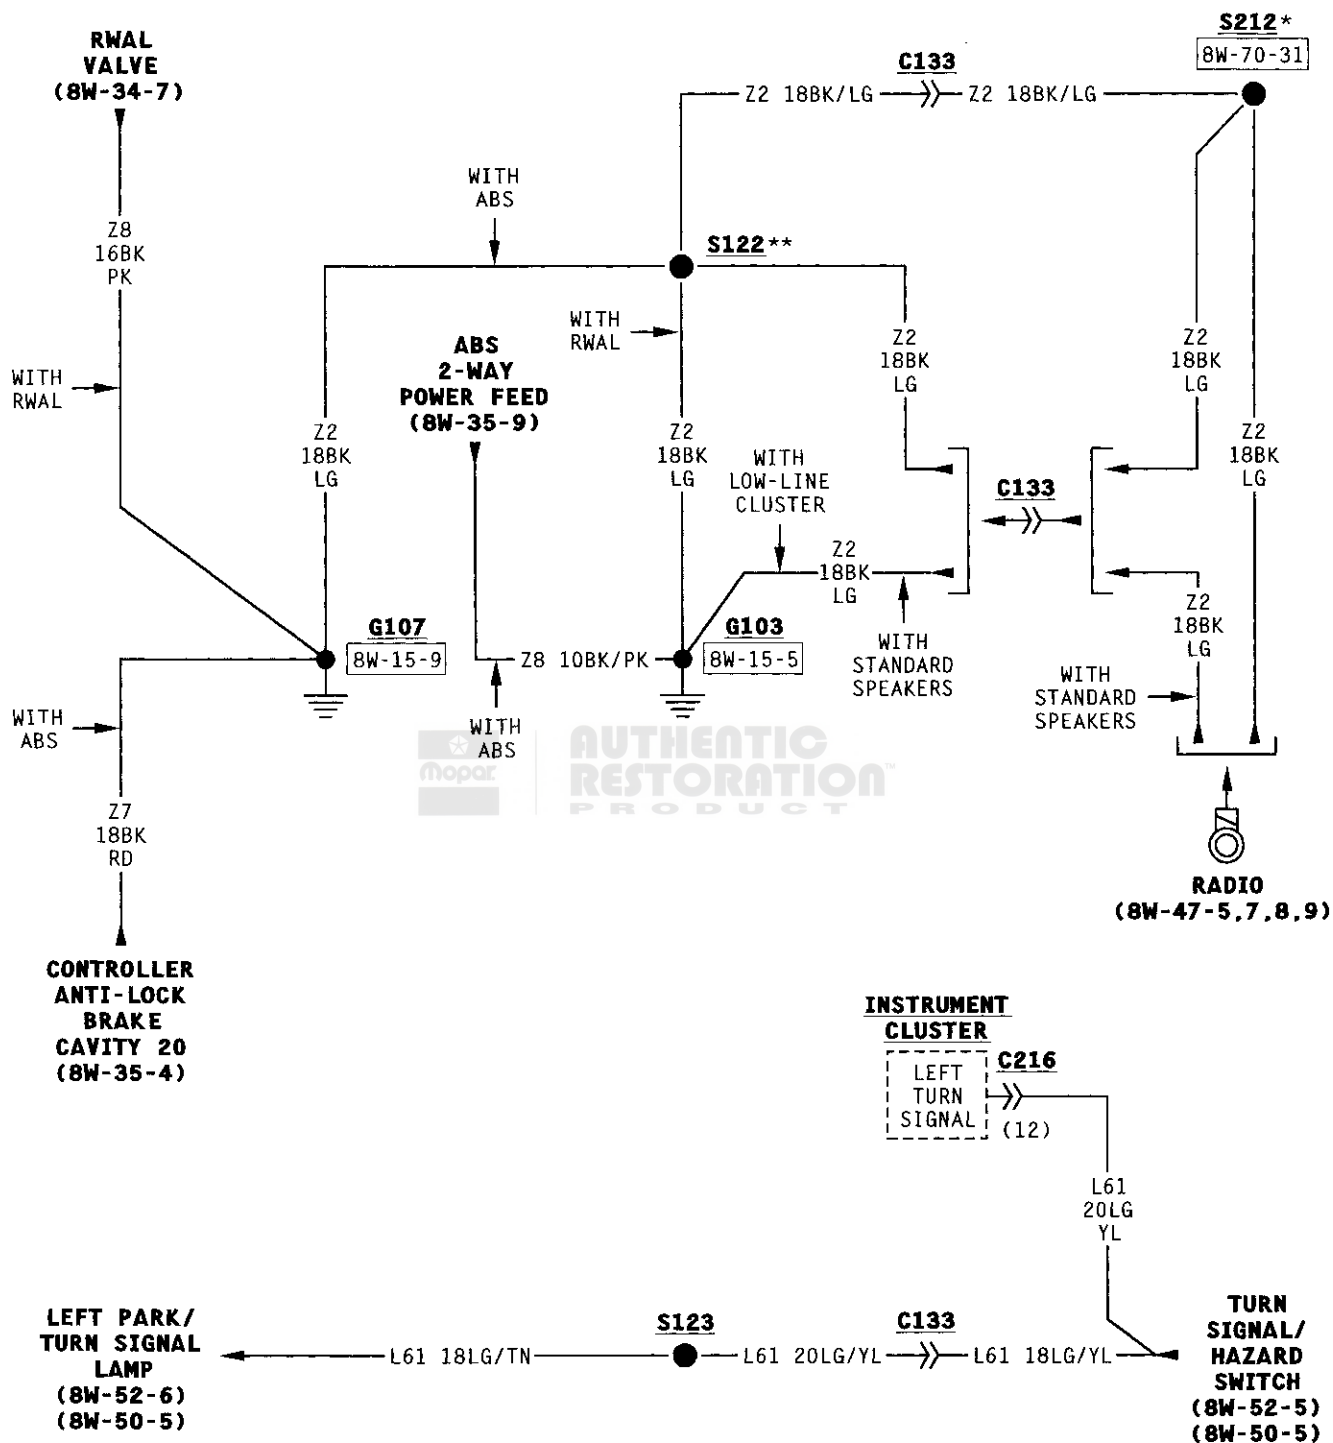 S212*
8W-70-31
RWAL
VALVE
(8W-34-7)
C133
Z2 18BK/LG
Z2 18BK/LG
WITH
ABS
Z8
16BK
PK
S122**
WITH
RWAL
ABS
2-WAY
POWER FEED
(8W-35-9)
Z2
18BK
LG
Z2
18BK
LG
WITH
RWAL
Z2
18BK
LG
Z2
18BK
LG
WITH
LOW-LINE
CLUSTER
Z2
18BK
LG
C133
Z2
18BK
LG
Z2
18BK
LG
G107
8W-15-9
G103
8W-15-5
Z8 10BK/PK
WITH
STANDARD
SPEAKERS
WITH
STANDARD
SPEAKERS
WITH
ABS
WITH
ABS
Mopar
AUTHENTIC
RESTORATION™
PRODUCT
Z7
18BK
RD
RADIO
(8W-47-5,7,8,9)
CONTROLLER
ANTI-LOCK
BRAKE
CAVITY 20
(8W-35-4)
INSTRUMENT
CLUSTER
LEFT
TURN
SIGNAL
C216
(12)
L61
20LG
YL
LEFT PARK/
TURN SIGNAL
LAMP
(8W-52-6)
(8W-50-5)
L61 18LG/TN
S123
L61 20LG/YL
C133
L61 18LG/YL
TURN
SIGNAL/
HAZARD
SWITCH
(8W-52-5)
(8W-50-5)